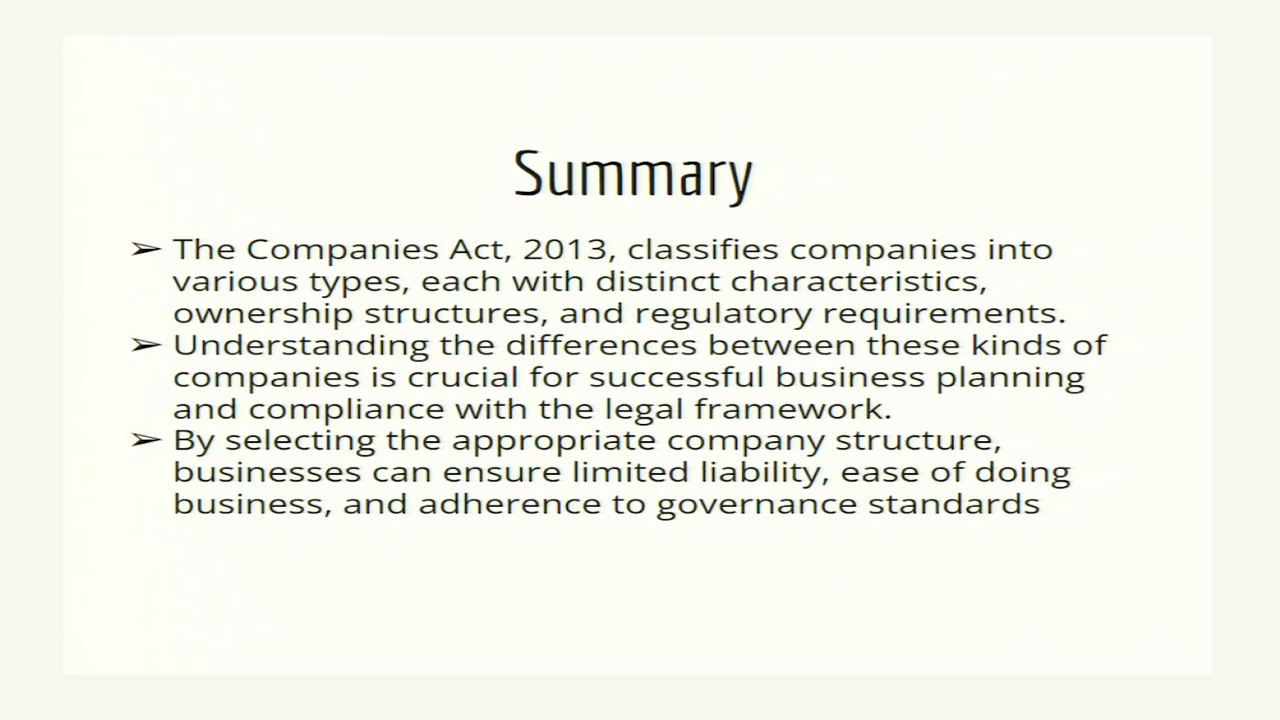 Summary
➢ The Companies Act, 2013, classifies companies into
various types, each with distinct characteristics,
ownership structures, and regulatory requirements.
➢ Understanding the differences between these kinds of
companies is crucial for successful business planning
and compliance with the legal framework.
➢ By selecting the appropriate company structure,
businesses can ensure limited liability, ease of doing
business, and adherence to governance standards